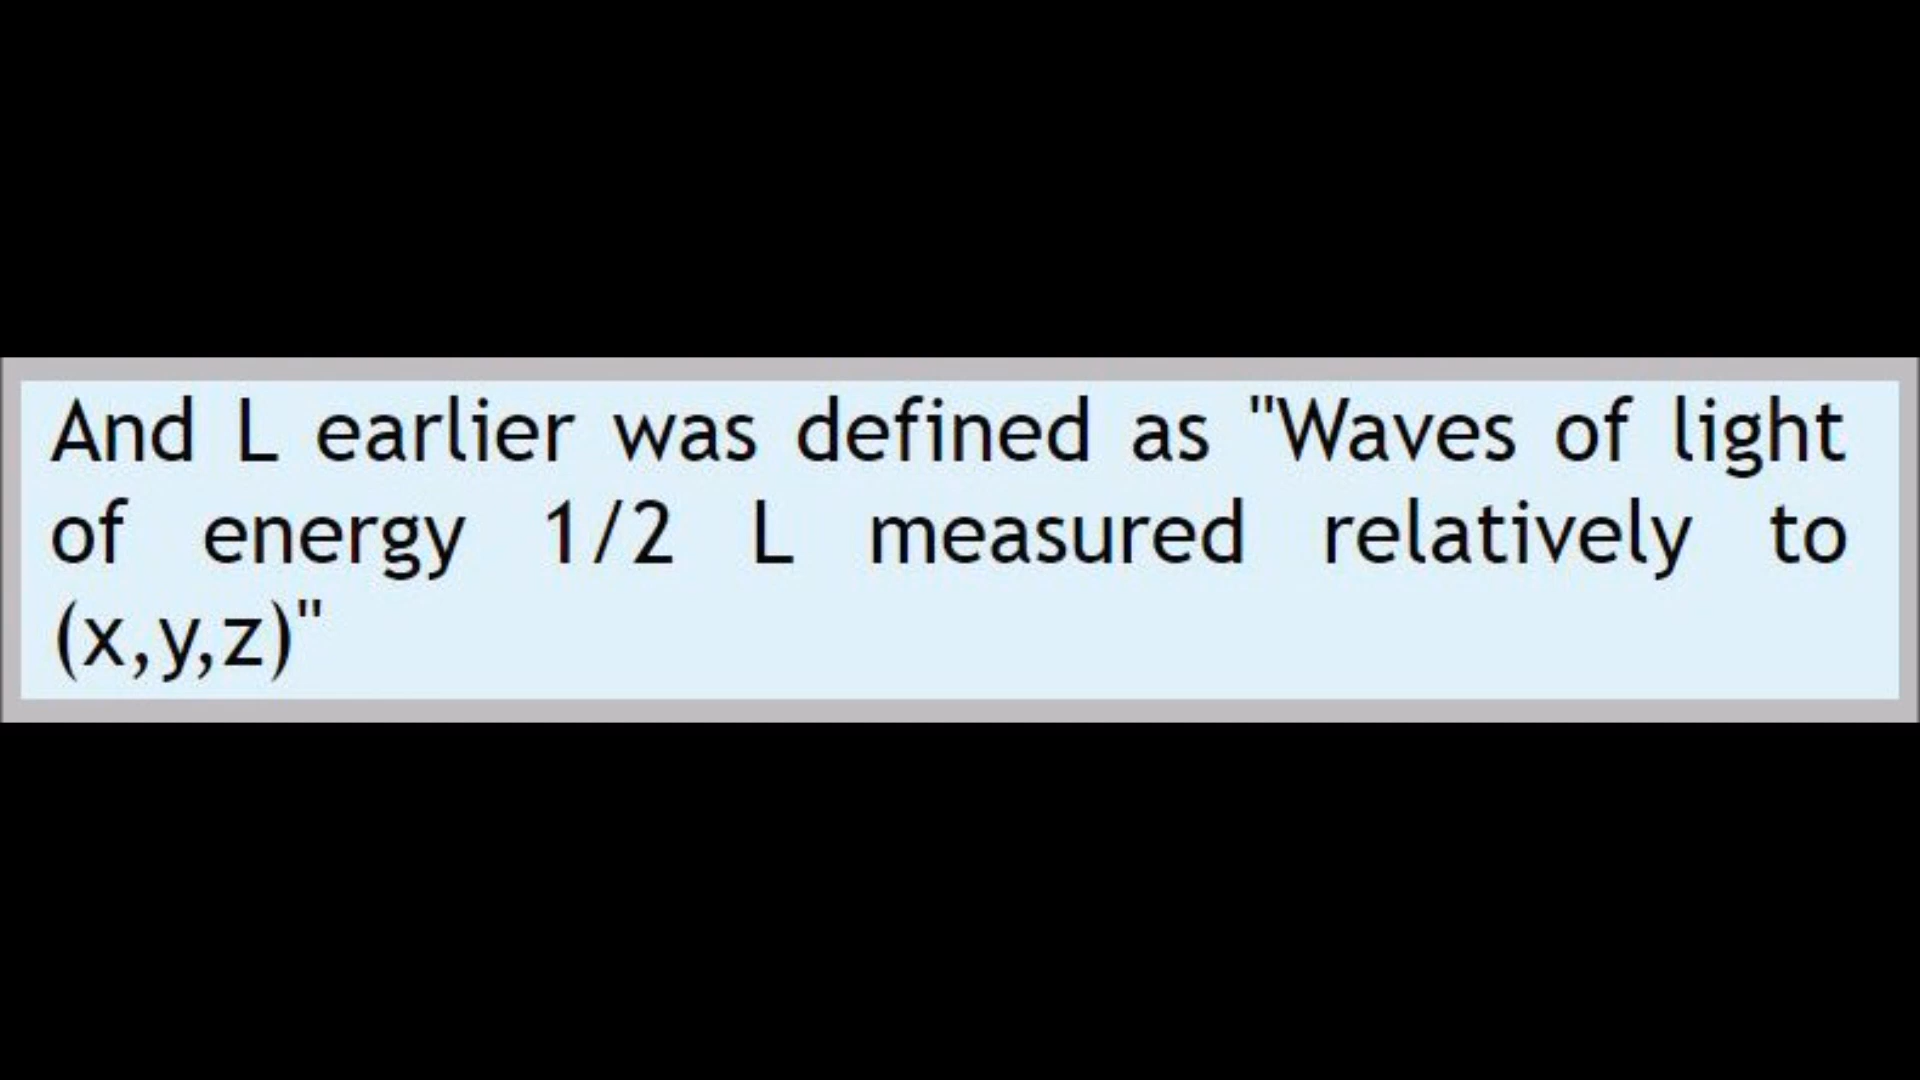 And L earlier was defined as "Waves of light
of energy 1/2 L measured relatively to
(x,y,z)"